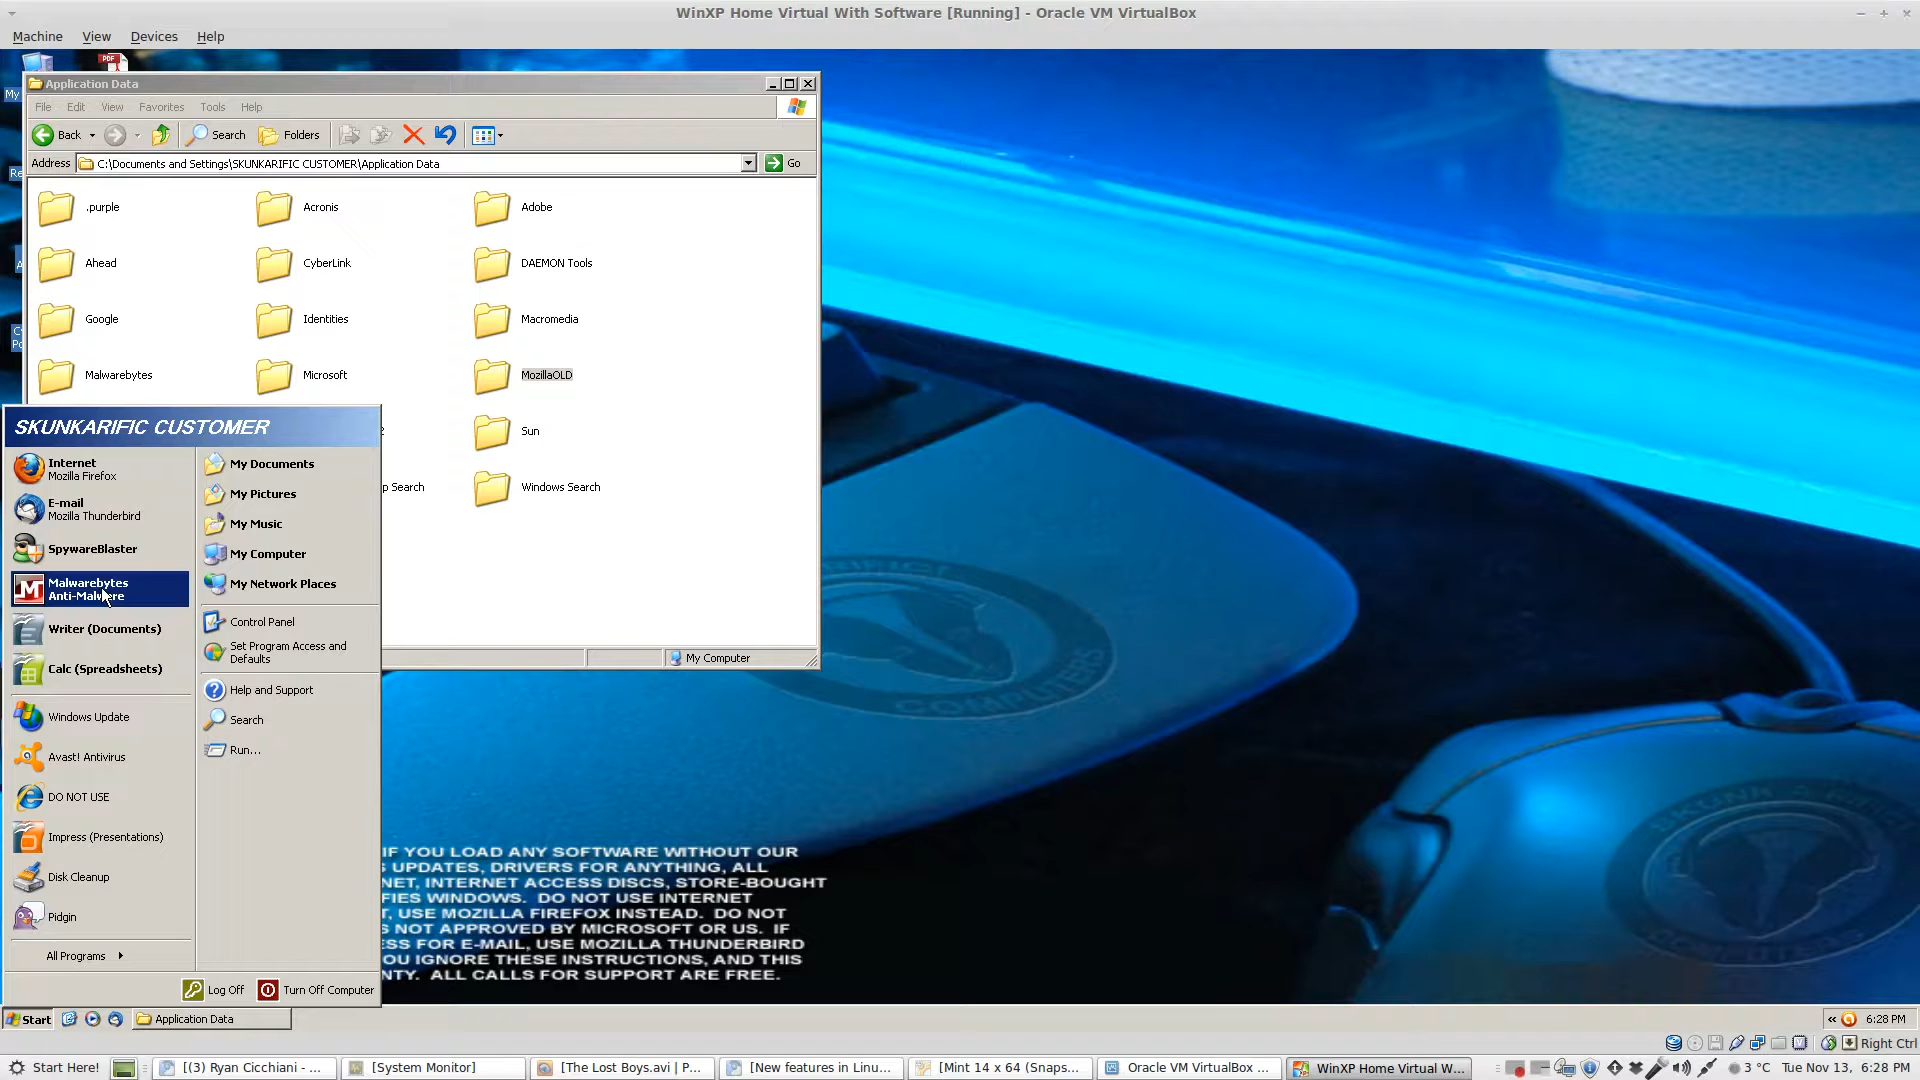 WinXP Home Virtual With Software [Running] - Oracle VM VirtualBox
Machine View Devices Help
PDF
My
Application Data
File Edit View Favorites Tools Help
Back Search Folders
Address C:\Documents and Settings\SKUNKARIFIC CUSTOMER\Application Data Go
Re
.purple Acronis Adobe
Ahead CyberLink DAEMON Tools
Google Identities Macromedia
Malwarebytes Microsoft MozillaOLD
Sun
p Search Windows Search
My Computer
SKUNKARIFIC CUSTOMER
Internet
Mozilla Firefox
E-mail
Mozilla Thunderbird
SpywareBlaster
Malwarebytes
Anti-Malware
Writer (Documents)
Calc (Spreadsheets)
Windows Update
Avast! Antivirus
DO NOT USE
Impress (Presentations)
Disk Cleanup
Pidgin
All Programs
My Documents
My Pictures
My Music
My Computer
My Network Places
Control Panel
Set Program Access and
Defaults
Help and Support
Search
Run...
Log Off Turn Off Computer
COMPUTERS
IF YOU LOAD ANY SOFTWARE WITHOUT OUR
S UPDATES, DRIVERS FOR ANYTHING, ALL
NET, INTERNET ACCESS DISCS, STORE-BOUGHT
FIES WINDOWS. DO NOT USE INTERNET
T, USE MOZILLA FIREFOX INSTEAD. DO NOT
S NOT APPROVED BY MICROSOFT OR US. IF
SS FOR E-MAIL, USE MOZILLA THUNDERBIRD
OU IGNORE THESE INSTRUCTIONS, AND THIS
NTY. ALL CALLS FOR SUPPORT ARE FREE.
Start Application Data « 6:28 PM
Right Ctrl
Start Here! [(3) Ryan Cicchiani - ... [System Monitor] [The Lost Boys.avi] P... [New features in Linu... [Mint 14 x 64 (Snaps... Oracle VM VirtualBox ... WinXP Home Virtual W... 3 °C Tue Nov 13, 6:28 PM